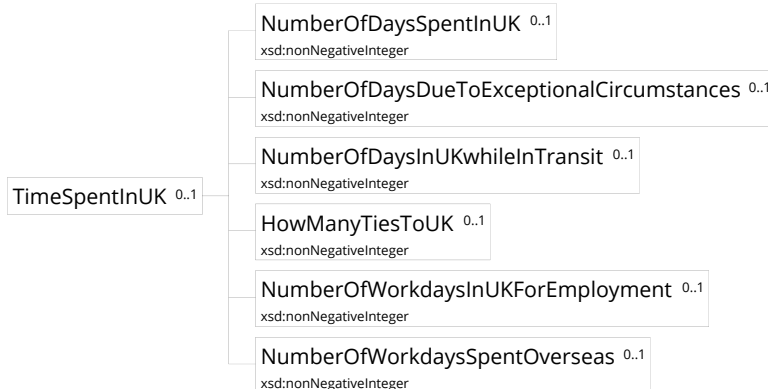 NumberOfDaysSpentInUK 0..1
xsd:nonNegativeInteger
NumberOfDaysDueToExceptionalCircumstances 0..1
xsd:nonNegativeInteger
NumberOfDaysInUKwhileInTransit 0..1
xsd:nonNegativeInteger
TimeSpentInUK 0..1
HowManyTiesToUK 0..1
xsd:nonNegativeInteger
NumberOfWorkdaysInUKForEmployment 0..1
xsd:nonNegativeInteger
NumberOfWorkdaysSpentOverseas 0..1
xsd:nonNegativeInteger